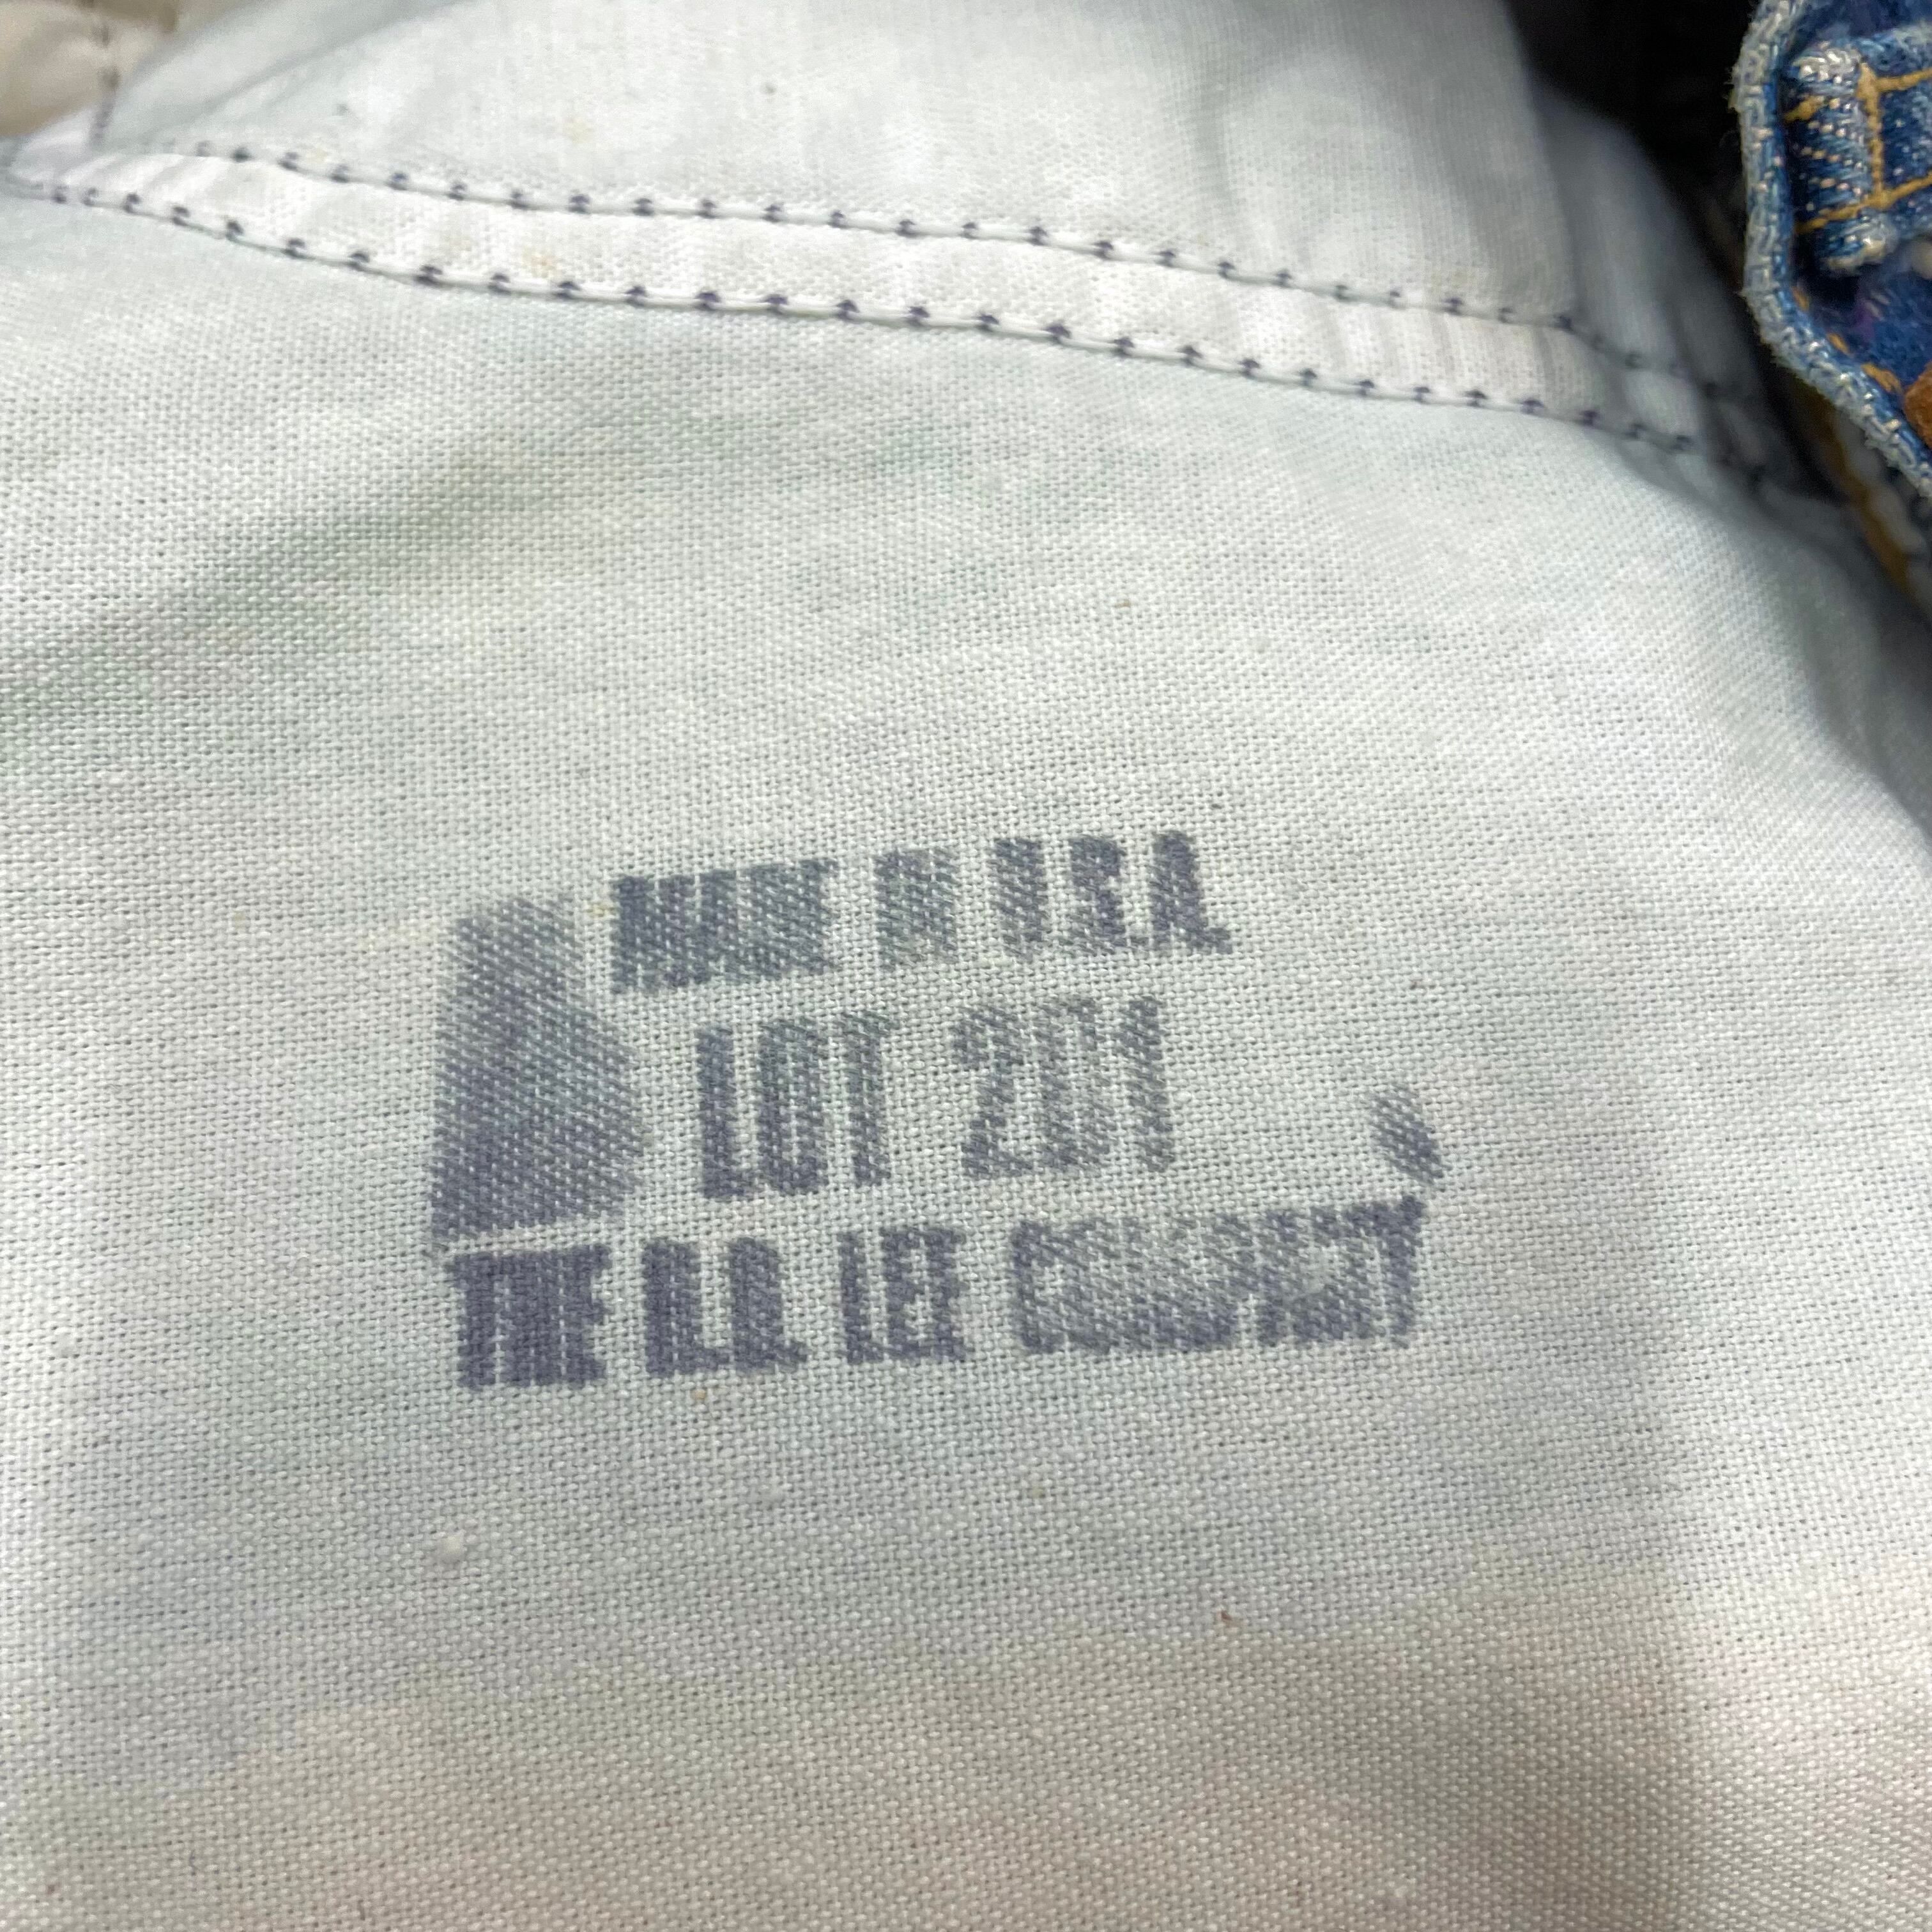 MADE IN U.S.A.
LOT 201
THE H.D. LEE COMPANY